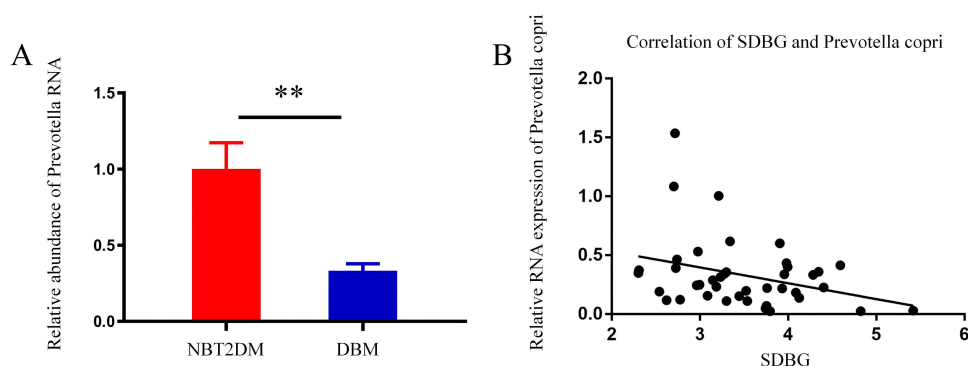 A
Relative abundance of Prevotella RNA
1.5
1.0
0.5
0.0
**
NBT2DM
DBM
B
Correlation of SDBG and Prevotella copri
Relative RNA expression of Prevotella copri
2.0
1.5
1.0
0.5
0.0
2
3
4
5
6
SDBG